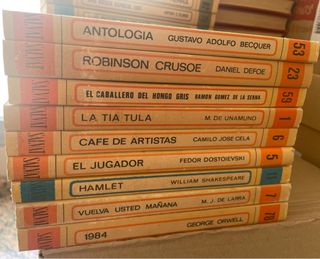 ANTOLOGIA GUSTAVO ADOLFO BECQUER 53
ROBINSON CRUSOE DANIEL DEFOE 23
EL CABALLERO DEL HONGO GRIS RAMON GOMEZ DE LA SERNA 59
LA TIA TULA M. DE UNAMUNO 1
CAFE DE ARTISTAS CAMILO JOSE CELA 6
EL JUGADOR FEDOR DOSTOIEVSKI 5
HAMLET WILLIAM SHAKESPEARE 11
VUELVA USTED MAÑANA M. J. DE LARRA 7
1984 GEORGE ORWELL